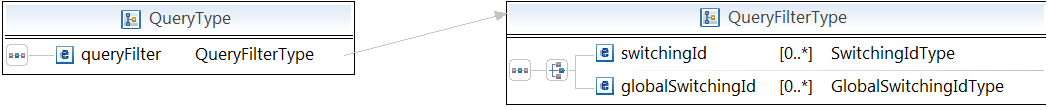 QueryType
queryFilter QueryFilterType
QueryFilterType
switchingId [0..*] SwitchingIdType
globalSwitchingId [0..*] GlobalSwitchingIdType